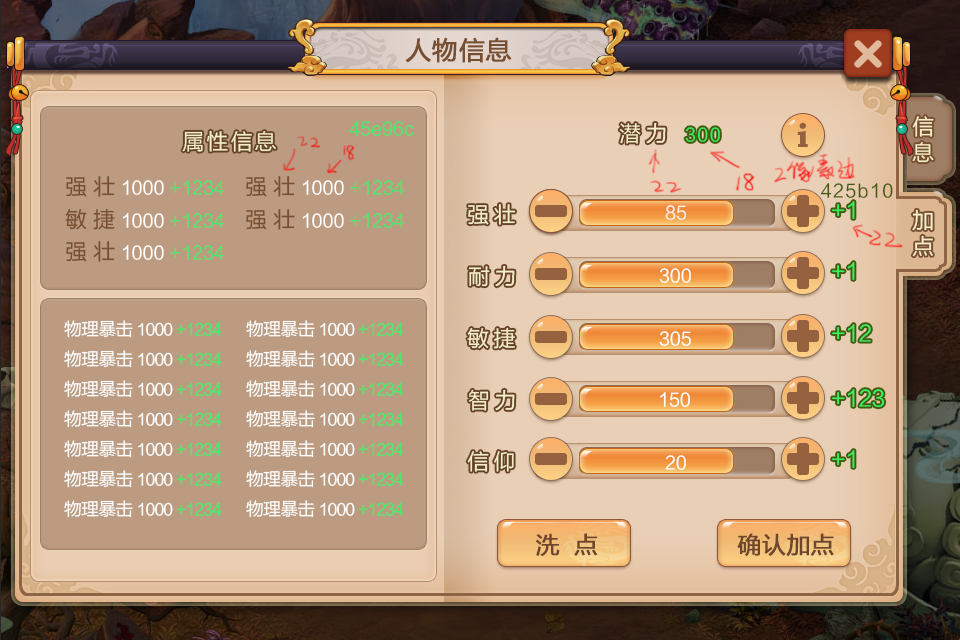 人物信息
属性信息 45e96c
22 18
强壮 1000 +1234 强壮 1000 +1234
敏捷 1000 +1234 强壮 1000 +1234
强壮 1000 +1234
物理暴击 1000 +1234 物理暴击 1000 +1234
物理暴击 1000 +1234 物理暴击 1000 +1234
物理暴击 1000 +1234 物理暴击 1000 +1234
物理暴击 1000 +1234 物理暴击 1000 +1234
物理暴击 1000 +1234 物理暴击 1000 +1234
物理暴击 1000 +1234 物理暴击 1000 +1234
物理暴击 1000 +1234 物理暴击 1000 +1234
潜力 300 i
22 18 2像素边
425b10
强壮 85 +1
22
耐力 300 +1
敏捷 305 +12
智力 150 +123
信仰 20 +1
洗 点 确认加点
信息
加点